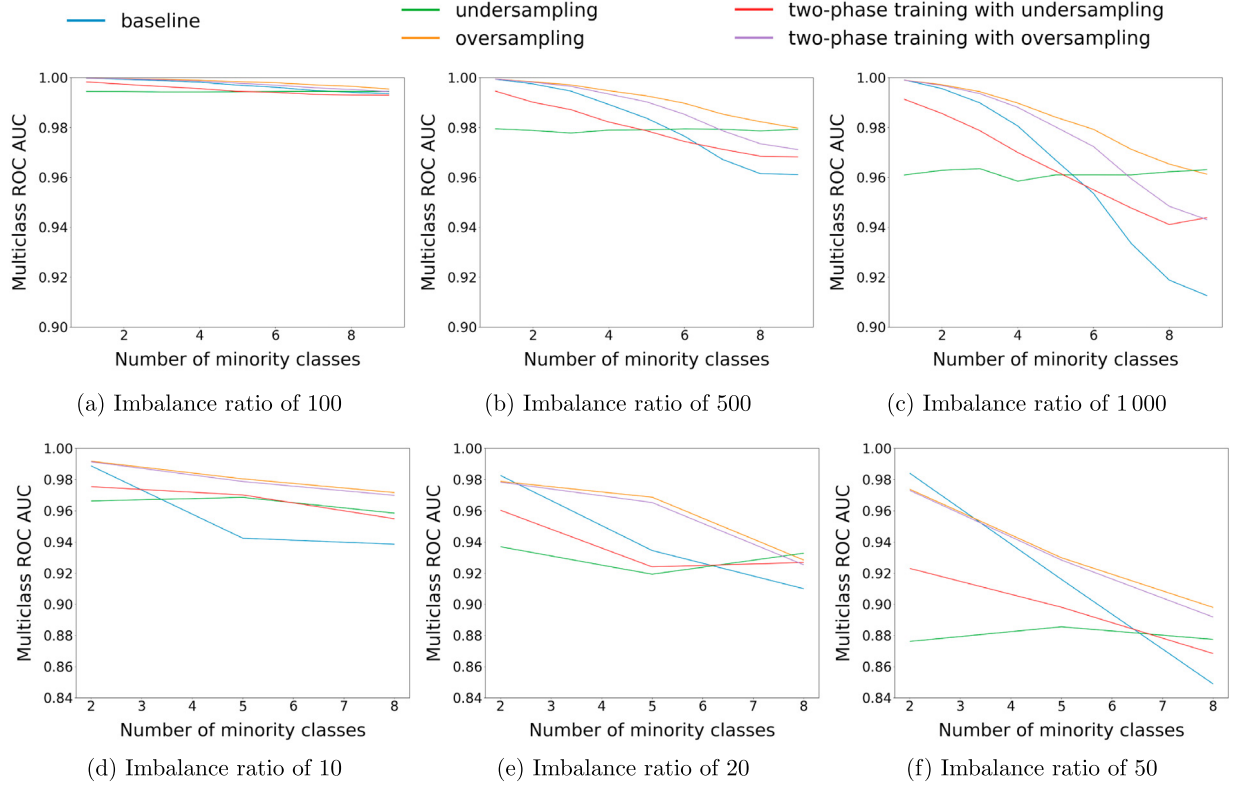 baseline
undersampling
oversampling
two-phase training with undersampling
two-phase training with oversampling
1.00
0.98
0.96
0.94
0.92
0.90
Multiclass ROC AUC
2 4 6 8
Number of minority classes
(a) Imbalance ratio of 100
1.00
0.98
0.96
0.94
0.92
0.90
Multiclass ROC AUC
2 4 6 8
Number of minority classes
(b) Imbalance ratio of 500
1.00
0.98
0.96
0.94
0.92
0.90
Multiclass ROC AUC
2 4 6 8
Number of minority classes
(c) Imbalance ratio of 1 000
1.00
0.98
0.96
0.94
0.92
0.90
0.88
0.86
0.84
Multiclass ROC AUC
2 3 4 5 6 7 8
Number of minority classes
(d) Imbalance ratio of 10
1.00
0.98
0.96
0.94
0.92
0.90
0.88
0.86
0.84
Multiclass ROC AUC
2 3 4 5 6 7 8
Number of minority classes
(e) Imbalance ratio of 20
1.00
0.98
0.96
0.94
0.92
0.90
0.88
0.86
0.84
Multiclass ROC AUC
2 3 4 5 6 7 8
Number of minority classes
(f) Imbalance ratio of 50